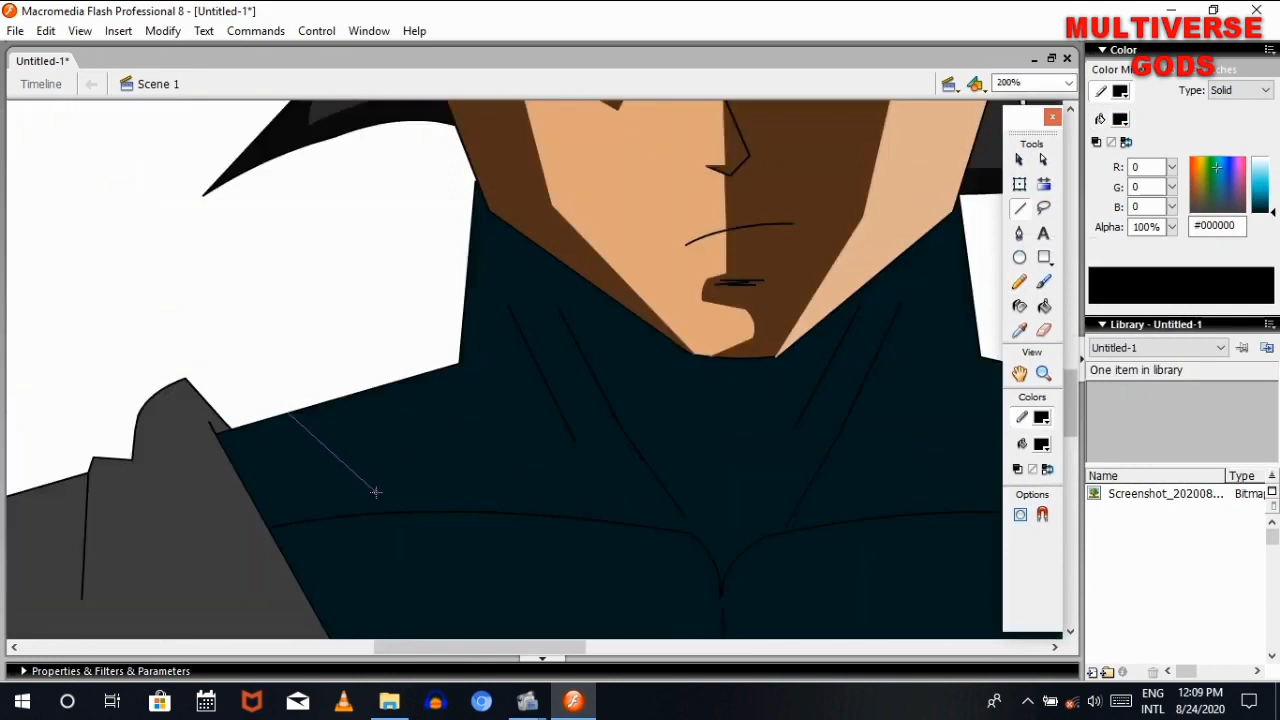 Macromedia Flash Professional 8 - [Untitled-1*]
MULTIVERSE
GODS
File Edit View Insert Modify Text Commands Control Window Help
Untitled-1*
Timeline Scene 1 200%
Color
Type: Solid
R: 0
G: 0
B: 0
Alpha: 100% #000000
Tools
View
Colors
Options
Library - Untitled-1
Untitled-1
One item in library
Name Type
Screenshot_202008... Bitma
Properties & Filters & Parameters
ENG
INTL
12:09 PM
8/24/2020